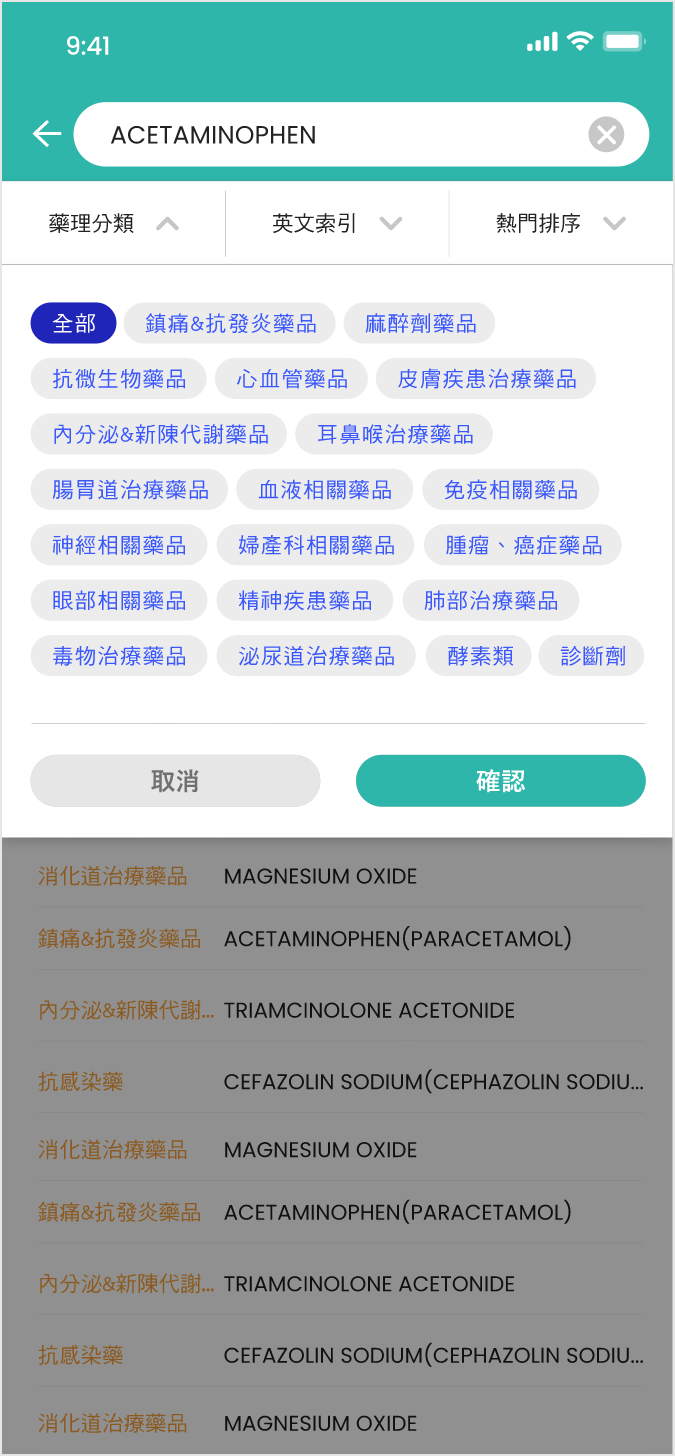 9:41
ACETAMINOPHEN
藥理分類 英文索引 熱門排序
全部 鎮痛&抗發炎藥品 麻醉劑藥品
抗微生物藥品 心血管藥品 皮膚疾患治療藥品
內分泌&新陳代謝藥品 耳鼻喉治療藥品
腸胃道治療藥品 血液相關藥品 免疫相關藥品
神經相關藥品 婦產科相關藥品 腫瘤、癌症藥品
眼部相關藥品 精神疾患藥品 肺部治療藥品
毒物治療藥品 泌尿道治療藥品 酵素類 診斷劑
取消 確認
消化道治療藥品 MAGNESIUM OXIDE
鎮痛&抗發炎藥品 ACETAMINOPHEN(PARACETAMOL)
內分泌&新陳代謝... TRIAMCINOLONE ACETONIDE
抗感染藥 CEFAZOLIN SODIUM(CEPHAZOLIN SODIU...
消化道治療藥品 MAGNESIUM OXIDE
鎮痛&抗發炎藥品 ACETAMINOPHEN(PARACETAMOL)
內分泌&新陳代謝... TRIAMCINOLONE ACETONIDE
抗感染藥 CEFAZOLIN SODIUM(CEPHAZOLIN SODIU...
消化道治療藥品 MAGNESIUM OXIDE